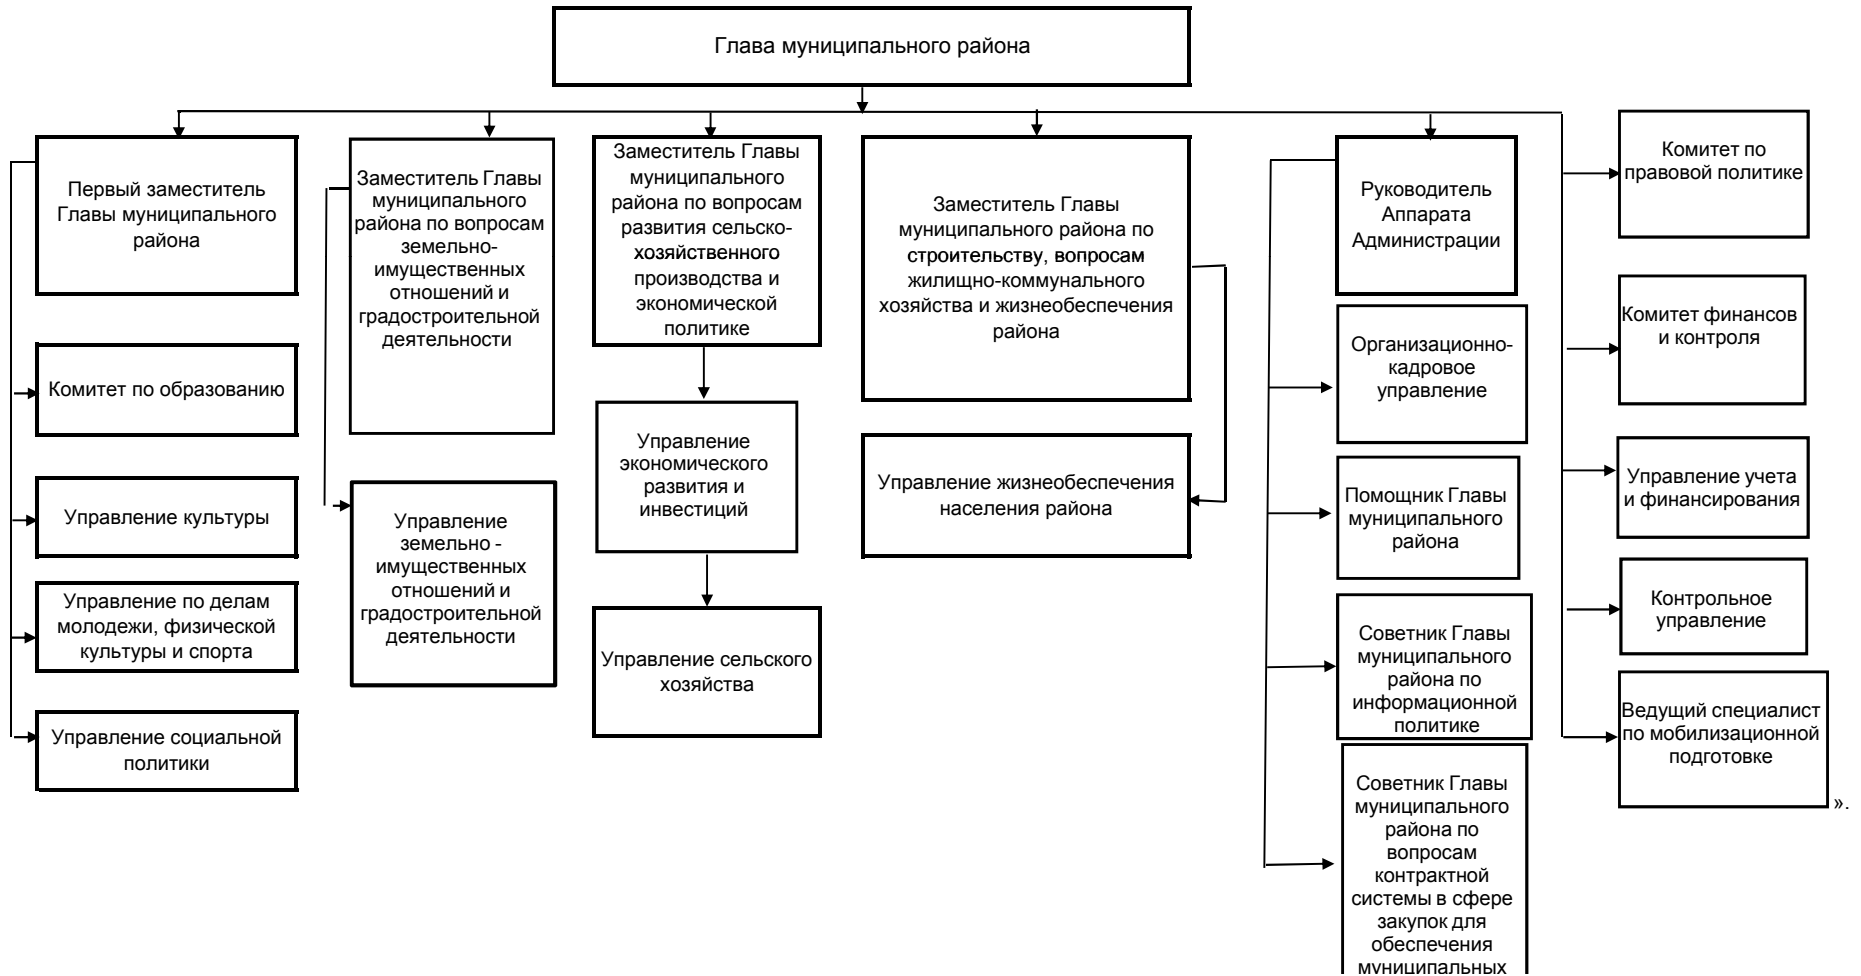 Глава муниципального района
Первый заместитель
Главы муниципального
района
Комитет по образованию
Управление культуры
Управление по делам
молодежи, физической
культуры и спорта
Управление социальной
политики
Заместитель Главы
муниципального
района по вопросам
земельно-
имущественных
отношений и
градостроительной
деятельности
Управление
земельно -
имущественных
отношений и
градостроительной
деятельности
Заместитель Главы
муниципального
района по вопросам
развития сельско-
хозяйственного
производства и
экономической
политике
Управление
экономического
развития и
инвестиций
Управление сельского
хозяйства
Заместитель Главы
муниципального района по
строительству, вопросам
жилищно-коммунального
хозяйства и жизнеобеспечения
района
Управление жизнеобеспечения
населения района
Руководитель
Аппарата
Администрации
Организационно-
кадровое
управление
Помощник Главы
муниципального
района
Советник Главы
муниципального
района по
информационной
политике
Советник Главы
муниципального
района по
вопросам
контрактной
системы в сфере
закупок для
обеспечения
муниципальных
Комитет по
правовой политике
Комитет финансов
и контроля
Управление учета
и финансирования
Контрольное
управление
Ведущий специалист
по мобилизационной
подготовке
».